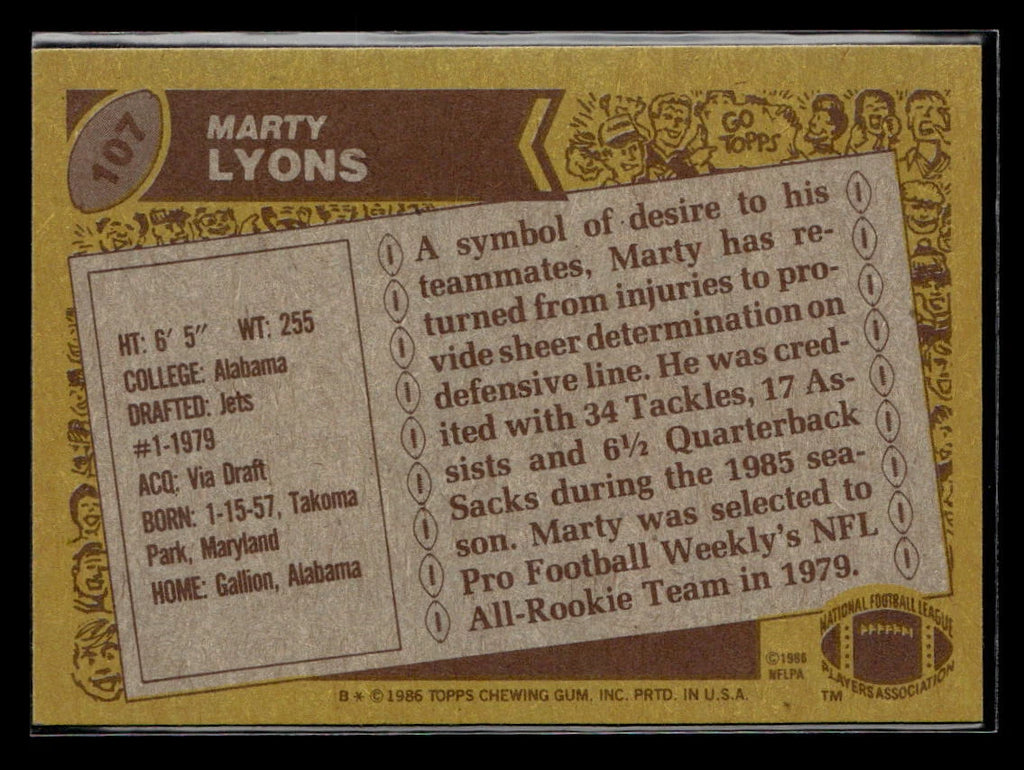 107
MARTY
LYONS
GO
TOPPS
HT: 6' 5" WT: 255
COLLEGE: Alabama
DRAFTED: Jets
#1-1979
ACQ: Via Draft
BORN: 1-15-57, Takoma
Park, Maryland
HOME: Gallion, Alabama
A symbol of desire to his
teammates, Marty has re-
turned from injuries to pro-
vide sheer determination on
defensive line. He was cred-
ited with 34 Tackles, 17 As-
sists and 6½ Quarterback
Sacks during the 1985 sea-
son. Marty was selected to
Pro Football Weekly's NFL
All-Rookie Team in 1979.
©1986
NFLPA
NATIONAL FOOTBALL LEAGUE
PLAYERS ASSOCIATION
TM
B * © 1986 TOPPS CHEWING GUM, INC. PRTD. IN U.S.A.